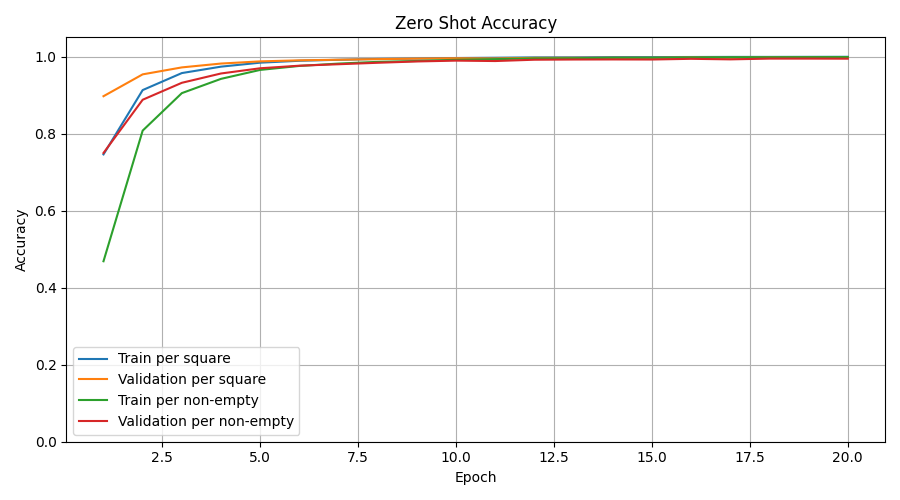 Zero Shot Accuracy
1.0
0.8
0.6
0.4
0.2
0.0
Accuracy
Train per square
Validation per square
Train per non-empty
Validation per non-empty
2.5 5.0 7.5 10.0 12.5 15.0 17.5 20.0
Epoch